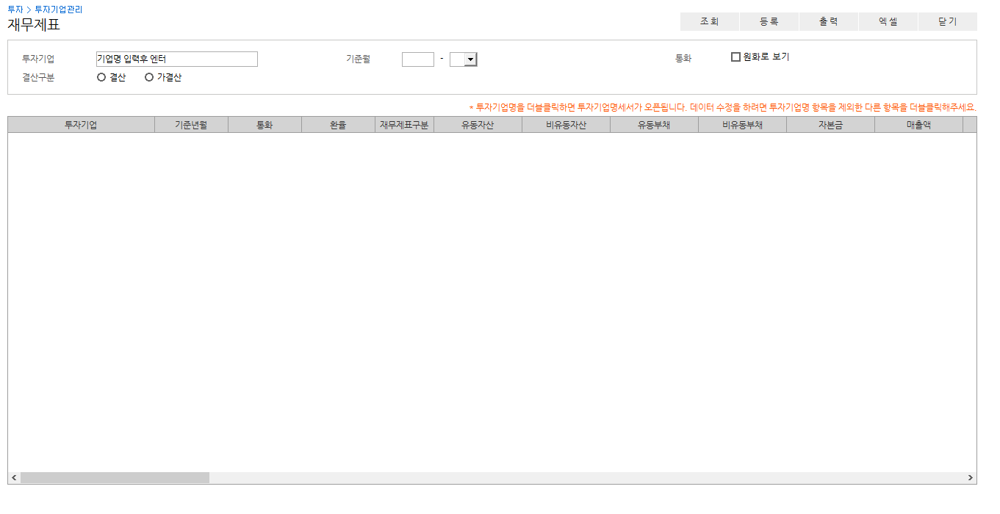 투자 > 투자기업관리
재무제표
조회 등록 출력 엑셀 닫기
투자기업 기업명 입력후 엔터 기준월 - 통화 원화로 보기
결산구분 결산 가결산
* 투자기업명을 더블클릭하면 투자기업명세서가 오픈됩니다. 데이터 수정을 하려면 투자기업명 항목을 제외한 다른 항목을 더블클릭해주세요.
투자기업 기준년월 통화 환율 재무제표구분 유동자산 비유동자산 유동부채 비유동부채 자본금 매출액